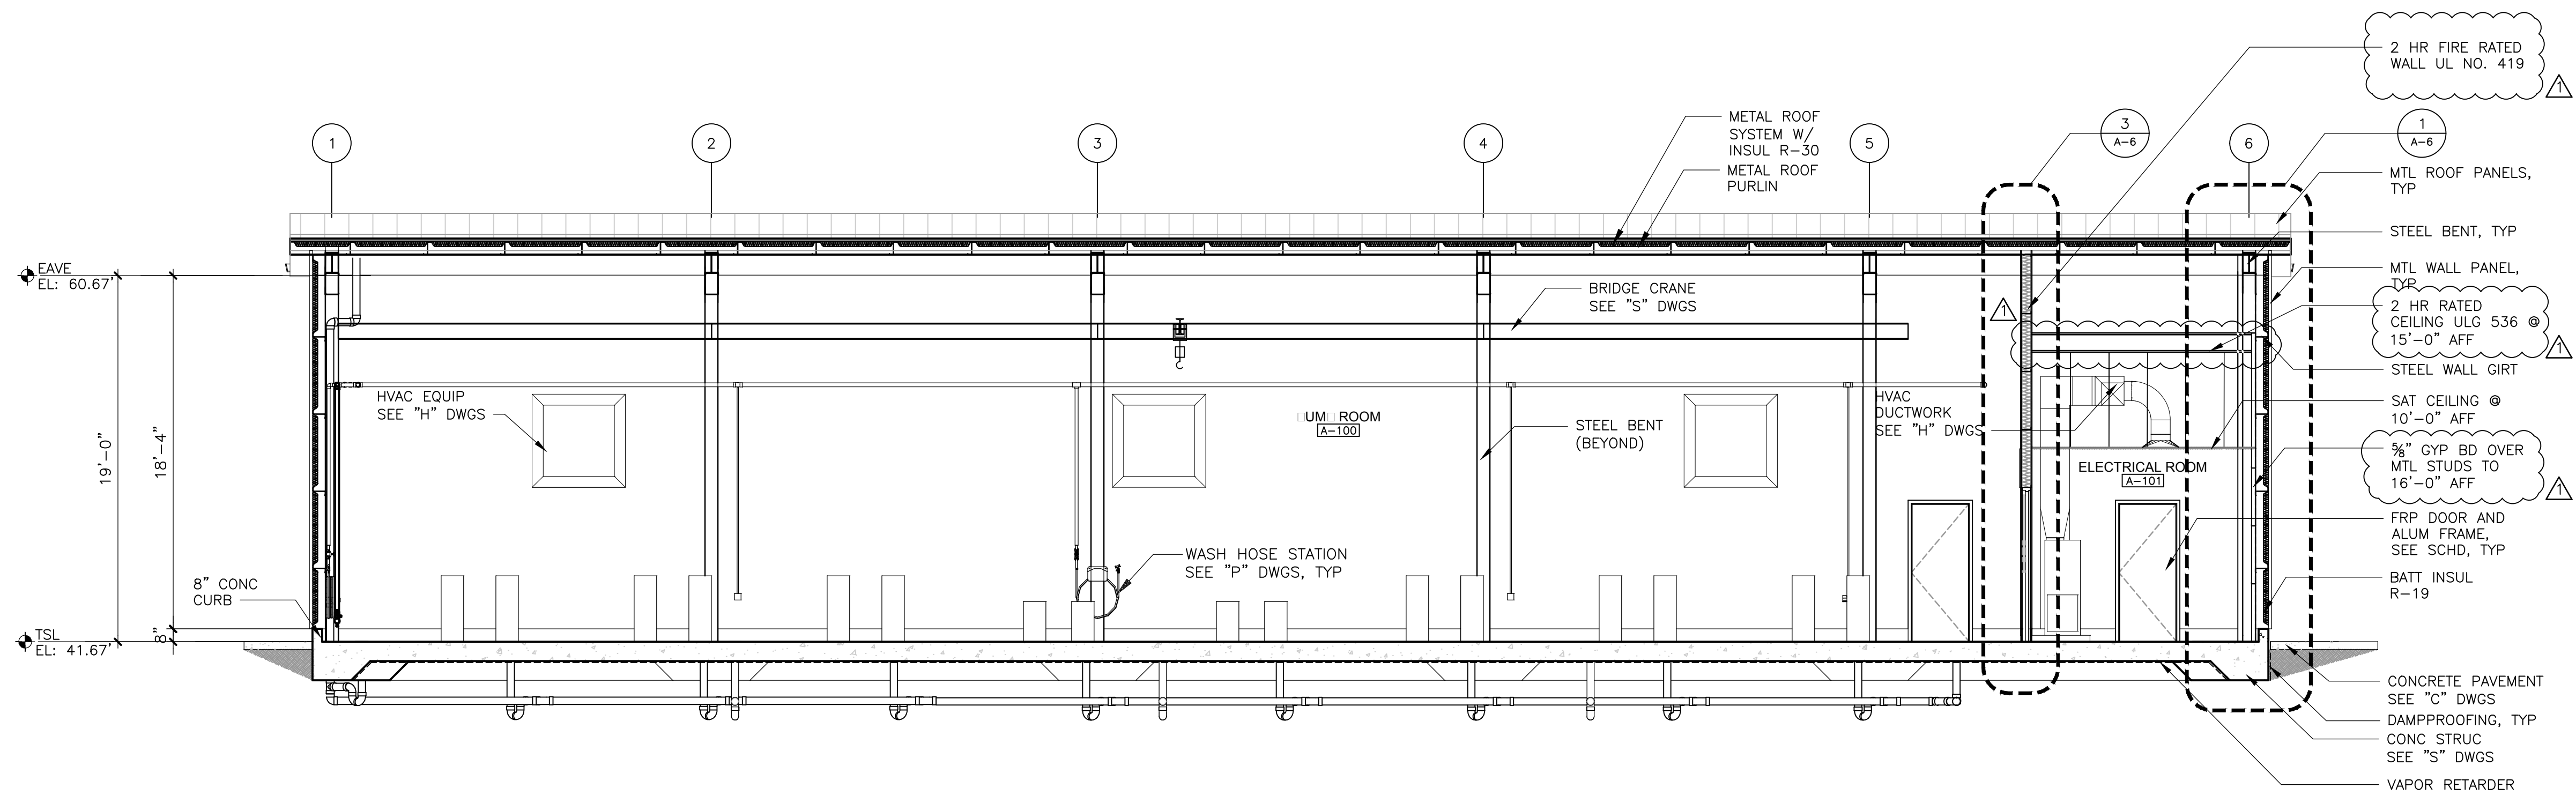 2 HR FIRE RATED
WALL UL NO. 419
1
1
2
3
4
5
6
3
A-6
1
A-6
METAL ROOF
SYSTEM W/
INSUL R-30
METAL ROOF
PURLIN
MTL ROOF PANELS,
TYP
STEEL BENT, TYP
MTL WALL PANEL,
TYP
2 HR RATED
CEILING ULG 536 @
15'-0" AFF
1
STEEL WALL GIRT
SAT CEILING @
10'-0" AFF
⅝" GYP BD OVER
MTL STUDS TO
16'-0" AFF
1
FRP DOOR AND
ALUM FRAME,
SEE SCHD, TYP
BATT INSUL
R-19
CONCRETE PAVEMENT
SEE "C" DWGS
DAMPPROOFING, TYP
CONC STRUC
SEE "S" DWGS
VAPOR RETARDER
EAVE
EL: 60.67'
19'-0"
18'-4"
8"
TSL
EL: 41.67'
8" CONC
CURB
HVAC EQUIP
SEE "H" DWGS
BRIDGE CRANE
SEE "S" DWGS
□UM□ ROOM
A-100
STEEL BENT
(BEYOND)
WASH HOSE STATION
SEE "P" DWGS, TYP
HVAC
DUCTWORK
SEE "H" DWGS
1
ELECTRICAL ROOM
A-101